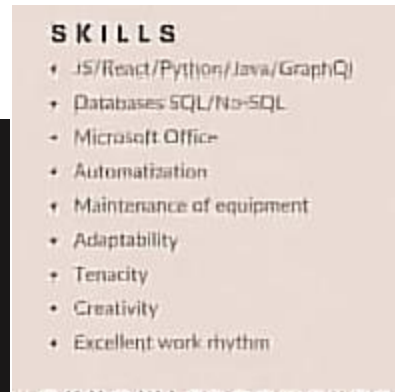 SKILLS
• JS/React/Python/Java/GraphQl
• Databases SQL/No-SQL
• Microsoft Office
• Automatization
• Maintenance of equipment
• Adaptability
• Tenacity
• Creativity
• Excellent work rhythm